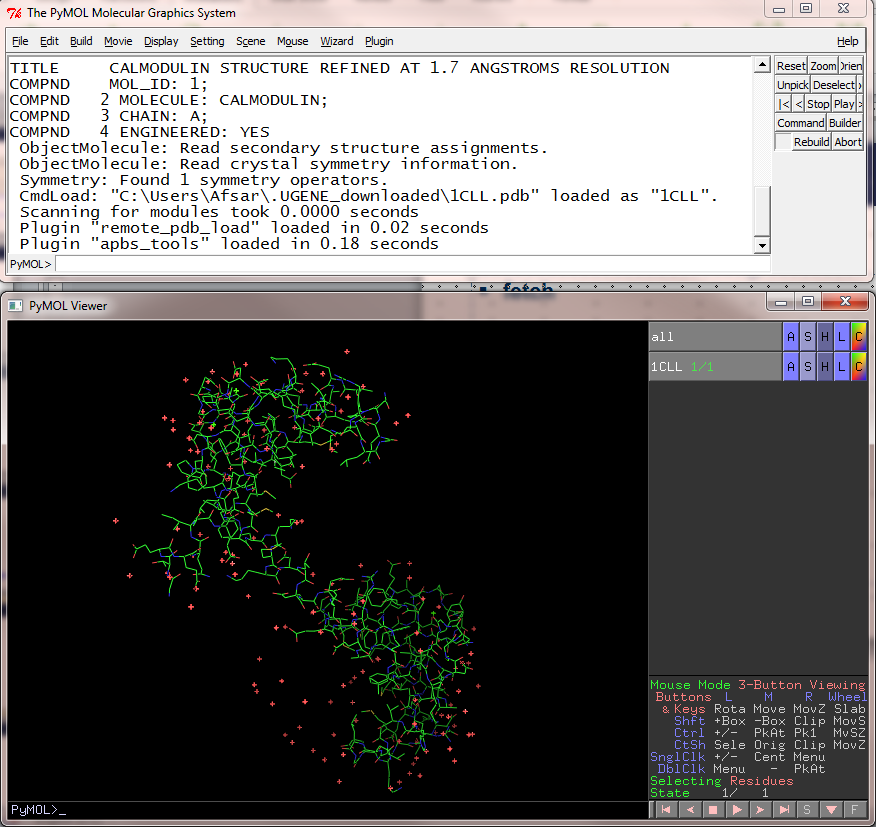 The PyMOL Molecular Graphics System
File Edit Build Movie Display Setting Scene Mouse Wizard Plugin Help
TITLE     CALMODULIN STRUCTURE REFINED AT 1.7 ANGSTROMS RESOLUTION
COMPND    MOL_ID: 1;
COMPND   2 MOLECULE: CALMODULIN;
COMPND   3 CHAIN: A;
COMPND   4 ENGINEERED: YES
ObjectMolecule: Read secondary structure assignments.
ObjectMolecule: Read crystal symmetry information.
Symmetry: Found 1 symmetry operators.
CmdLoad: "C:\Users\Afsar\.UGENE_downloaded\1CLL.pdb" loaded as "1CLL".
Scanning for modules took 0.0000 seconds
Plugin "remote_pdb_load" loaded in 0.02 seconds
Plugin "apbs_tools" loaded in 0.18 seconds
PyMOL>
Reset Zoom
Unpick Deselect
|< < Stop Play >
Command Builder
Rebuild Abort
fetch
PyMOL Viewer
all A S H L C
1CLL 1/1 A S H L C
Mouse Mode 3-Button Viewing
Buttons L M R Wheel
& Keys Rota Move MovZ Slab
Shft +Box -Box Clip MovS
Ctrl +/- PkAt Pk1 MvSZ
CtSh Sele Orig Clip MovZ
SnglClk +/- Cent Menu
DblClk Menu - PkAt
Selecting Residues
State 1/ 1
PyMOL>_
S F